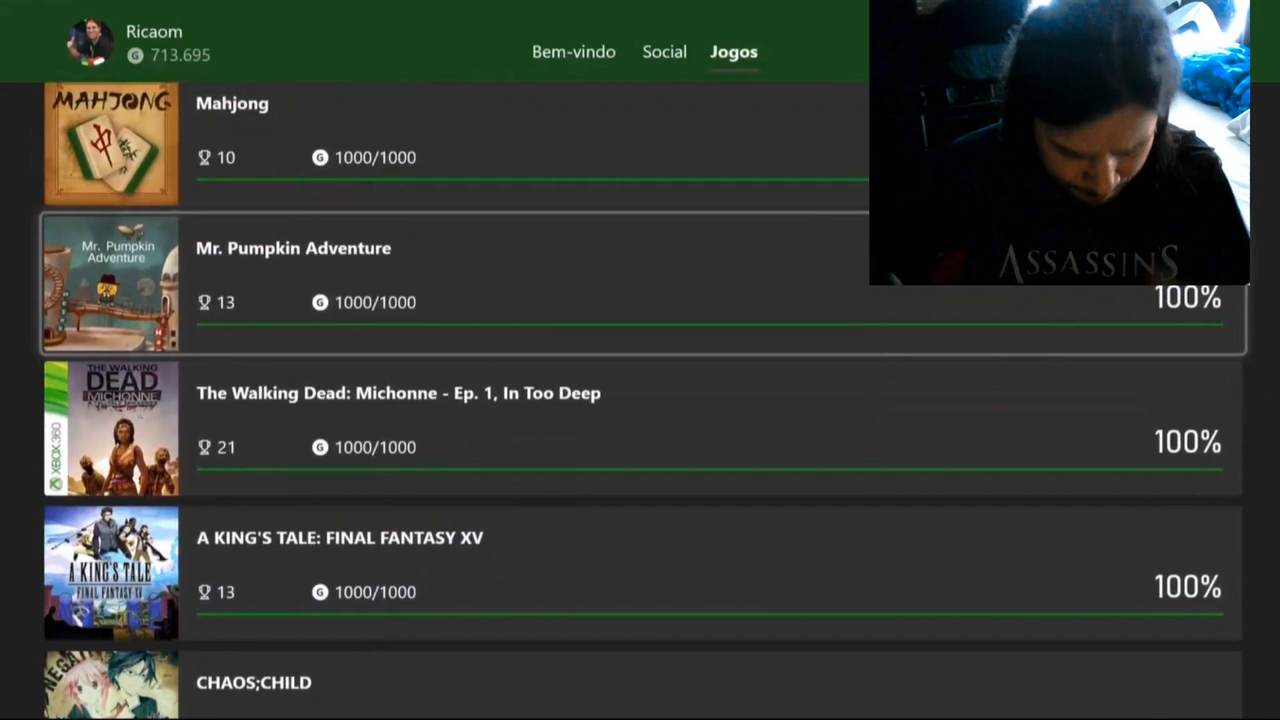 Ricaom
G 713.695
Bem-vindo Social Jogos
MAHJONG
Mahjong
10 G 1000/1000
Mr. Pumpkin
Adventure
Mr. Pumpkin Adventure
13 G 1000/1000
100%
ASSASSIN'S
XBOX 360
THE WALKING
DEAD
MICHONNE
The Walking Dead: Michonne - Ep. 1, In Too Deep
21 G 1000/1000
100%
A KING'S TALE
FINAL FANTASY XV
A KING'S TALE: FINAL FANTASY XV
13 G 1000/1000
100%
CHAOS;CHILD